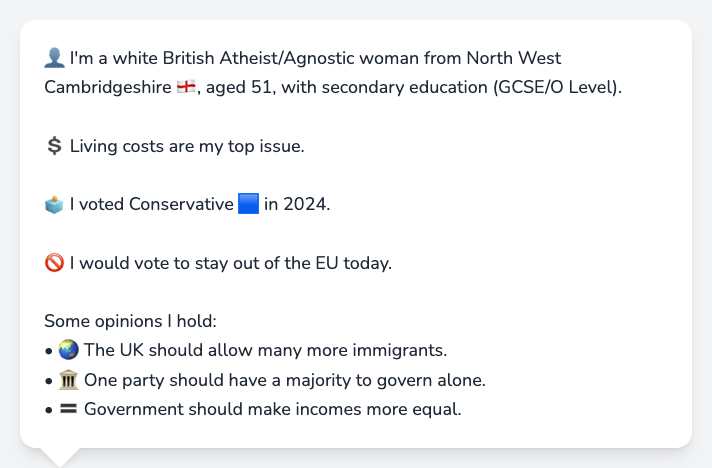 👤 I'm a white British Atheist/Agnostic woman from North West
Cambridgeshire 🏴󠁧󠁢󠁥󠁮󠁧󠁿, aged 51, with secondary education (GCSE/O Level).
💲 Living costs are my top issue.
🗳️ I voted Conservative 🟦 in 2024.
🚫 I would vote to stay out of the EU today.
Some opinions I hold:
• 🌏 The UK should allow many more immigrants.
• 🏛️ One party should have a majority to govern alone.
• 🟰 Government should make incomes more equal.